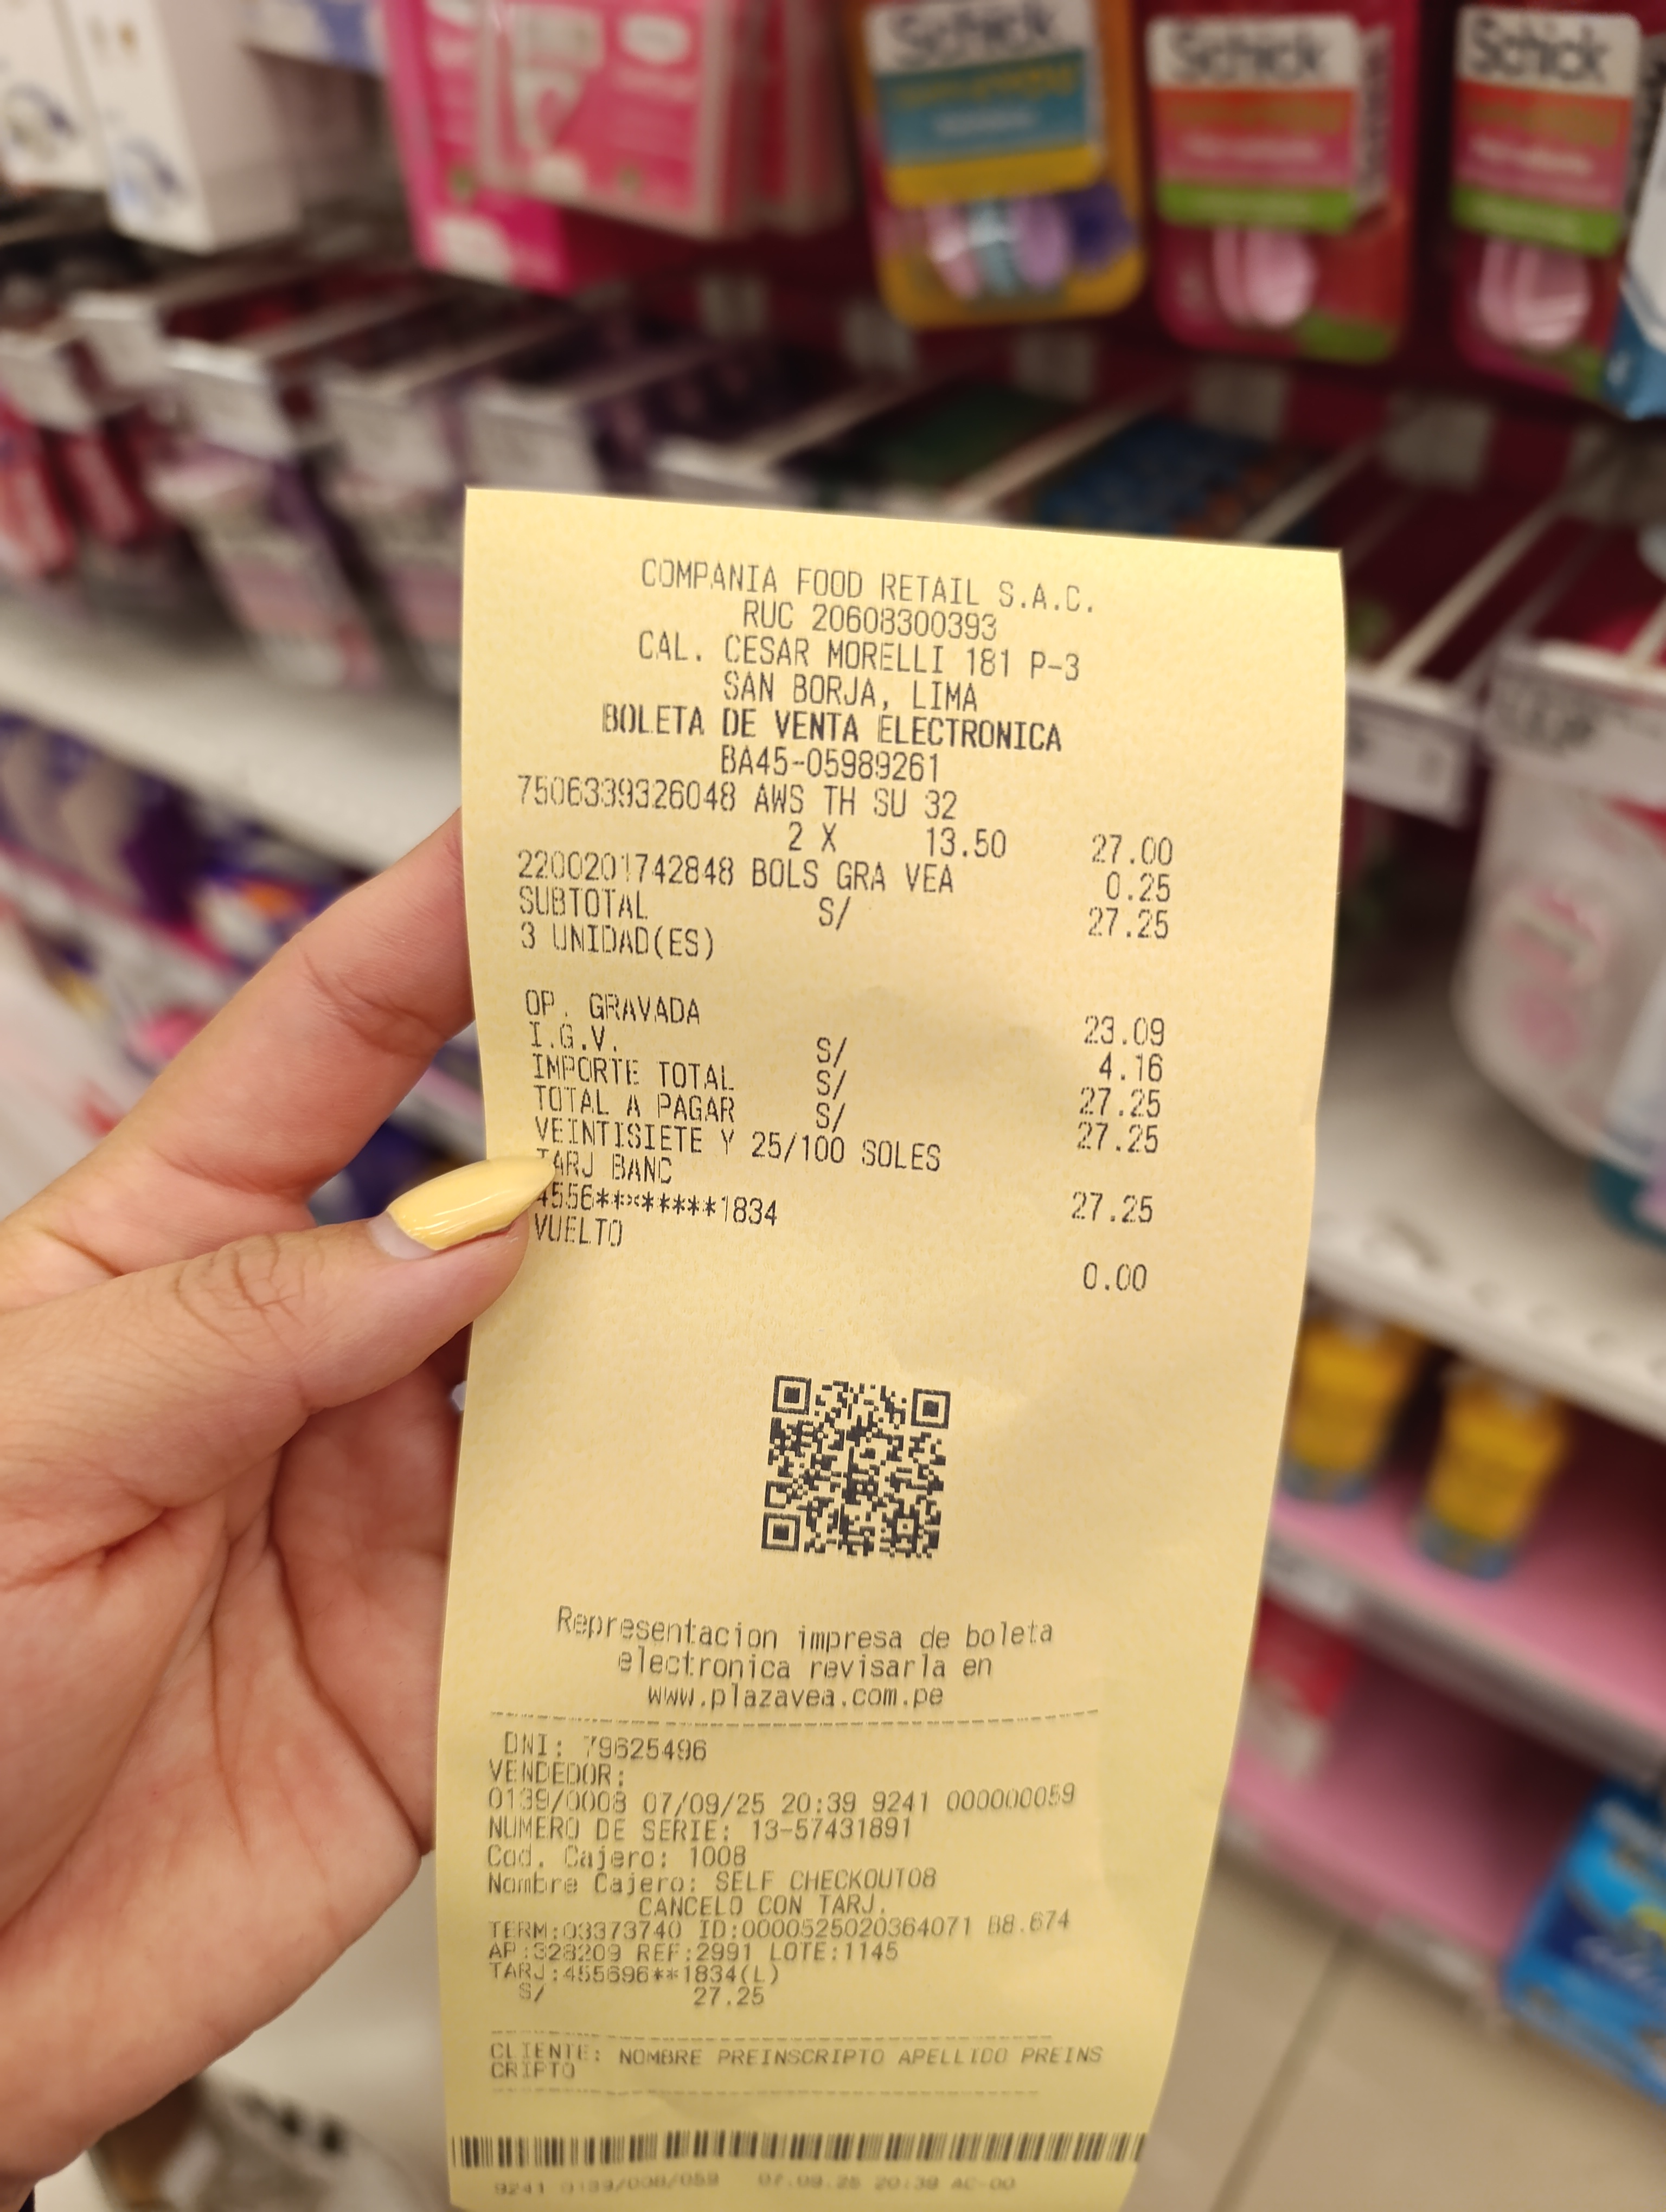 Schick
Schick
Schick
COMPANIA FOOD RETAIL S.A.C.
RUC 20608300393
CAL. CESAR MORELLI 181 P-3
SAN BORJA, LIMA
BOLETA DE VENTA ELECTRONICA
BA45-05989261
7506339326048 AWS TH SU 32
2 X 13.50 27.00
2200201742848 BOLS GRA VEA 0.25
SUBTOTAL S/ 27.25
3 UNIDAD(ES)
OP. GRAVADA 23.09
I.G.V. S/ 4.16
IMPORTE TOTAL S/ 27.25
TOTAL A PAGAR S/ 27.25
VEINTISIETE Y 25/100 SOLES
TARJ BANC
4556********1834 27.25
VUELTO 0.00
Representacion impresa de boleta
electronica revisarla en
www.plazavea.com.pe
DNI: 79625496
VENDEDOR:
0139/0008 07/09/25 20:39 9241 000000059
NUMERO DE SERIE: 13-57431891
Cod. Cajero: 1008
Nombre Cajero: SELF CHECKOUT08
CANCELO CON TARJ.
TERM:03373740 ID:0000525020364071 B8.674
AP:328209 REF:2991 LOTE:1145
TARJ:455696**1834(L)
S/ 27.25
CLIENTE: NOMBRE PREINSCRIPTO APELLIDO PREINS
CRIPTO
9241 0139/008/059 07.09.25 20:39 AC-00